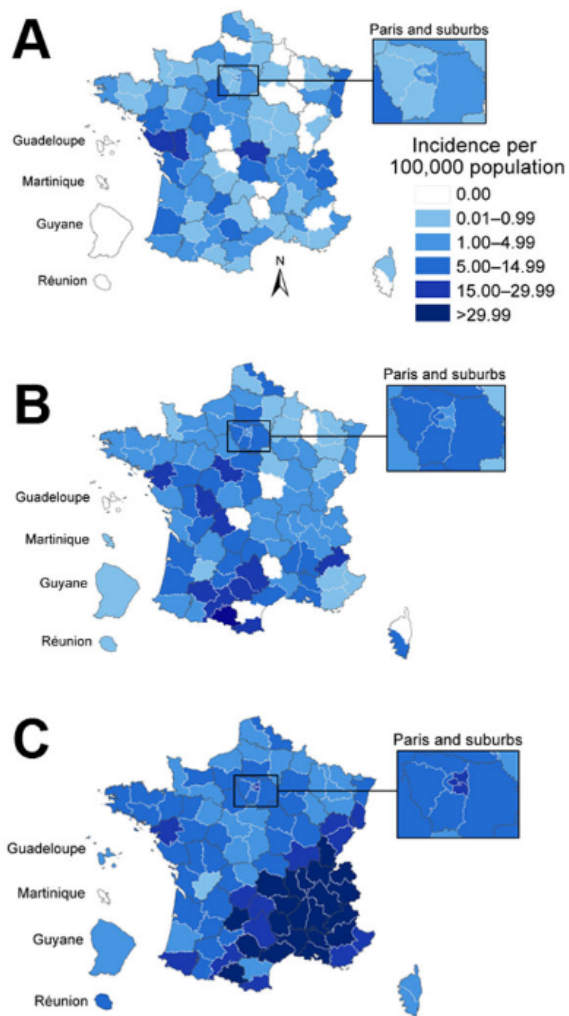 A
Paris and suburbs
Guadeloupe
Martinique
Guyane
Réunion
N
Incidence per
100,000 population
0.00
0.01–0.99
1.00–4.99
5.00–14.99
15.00–29.99
>29.99
B
Paris and suburbs
Guadeloupe
Martinique
Guyane
Réunion
C
Paris and suburbs
Guadeloupe
Martinique
Guyane
Réunion